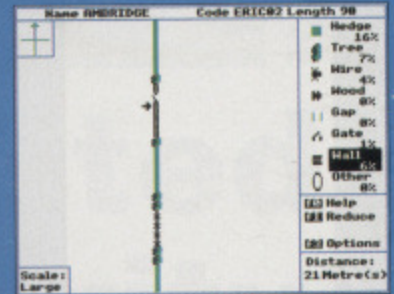 Name AMBRIDGE Code ERIC02 Length 90
Hedge
16%
Tree
7%
Wire
4%
Wood
0%
Gap
0%
Gate
1%
Wall
6%
Other
0%
Help
Reduce
Options
Distance:
21 Metre(s)
Scale:
Large